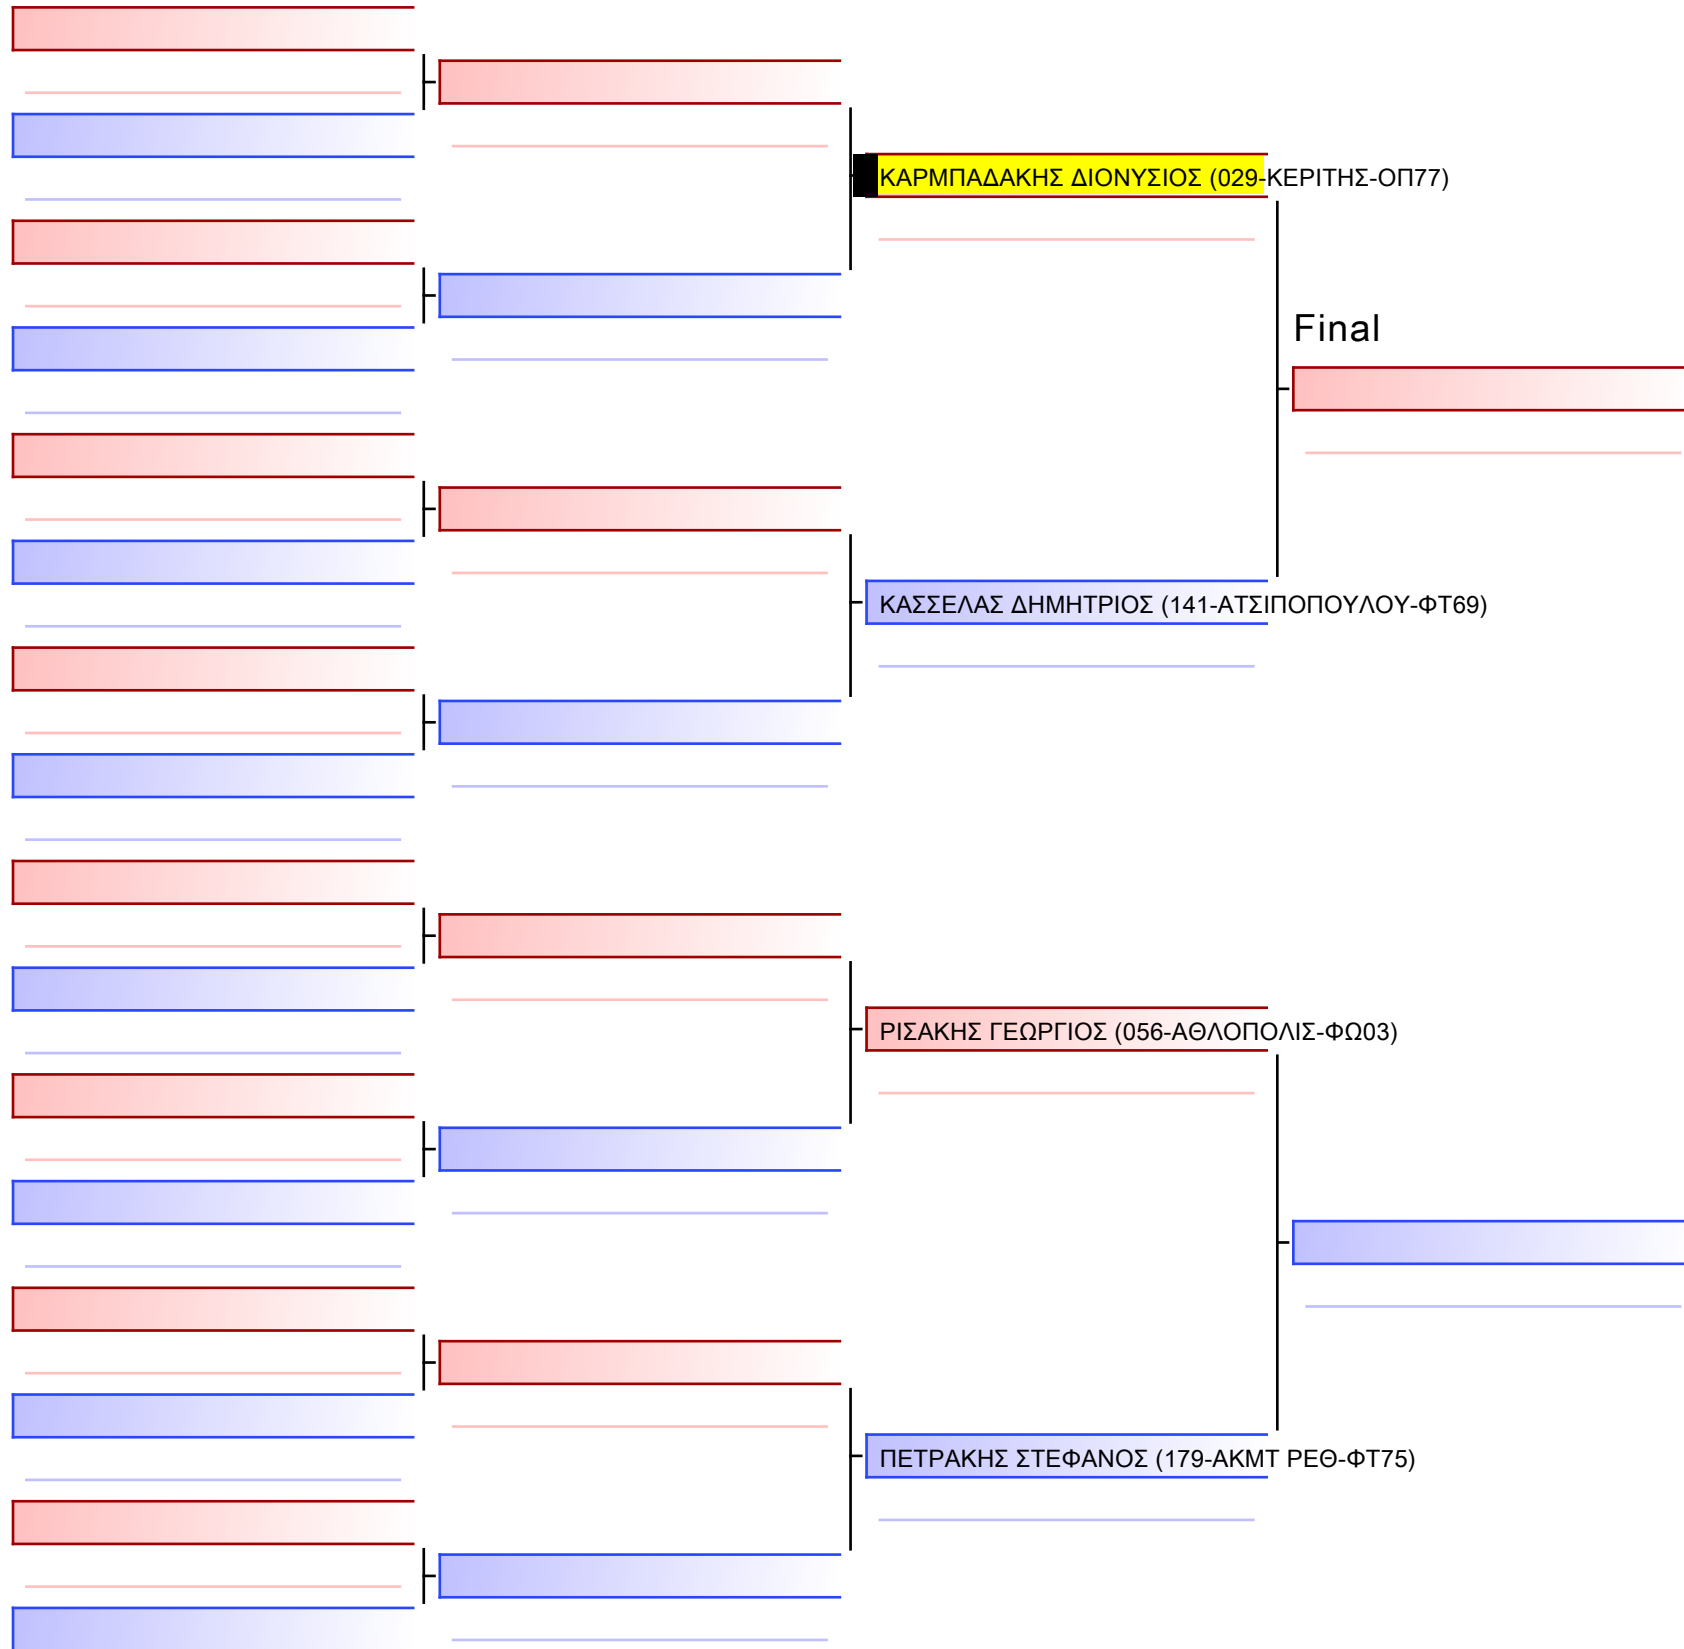 ΚΑΡΜΠΑΔΑΚΗΣ ΔΙΟΝΥΣΙΟΣ (029-ΚΕΡΙΤΗΣ-ΟΠ77)
Final
ΚΑΣΣΕΛΑΣ ΔΗΜΗΤΡΙΟΣ (141-ΑΤΣΙΠΟΠΟΥΛΟΥ-ΦΤ69)
ΡΙΣΑΚΗΣ ΓΕΩΡΓΙΟΣ (056-ΑΘΛΟΠΟΛΙΣ-ΦΩ03)
ΠΕΤΡΑΚΗΣ ΣΤΕΦΑΝΟΣ (179-ΑΚΜΤ ΡΕΘ-ΦΤ75)